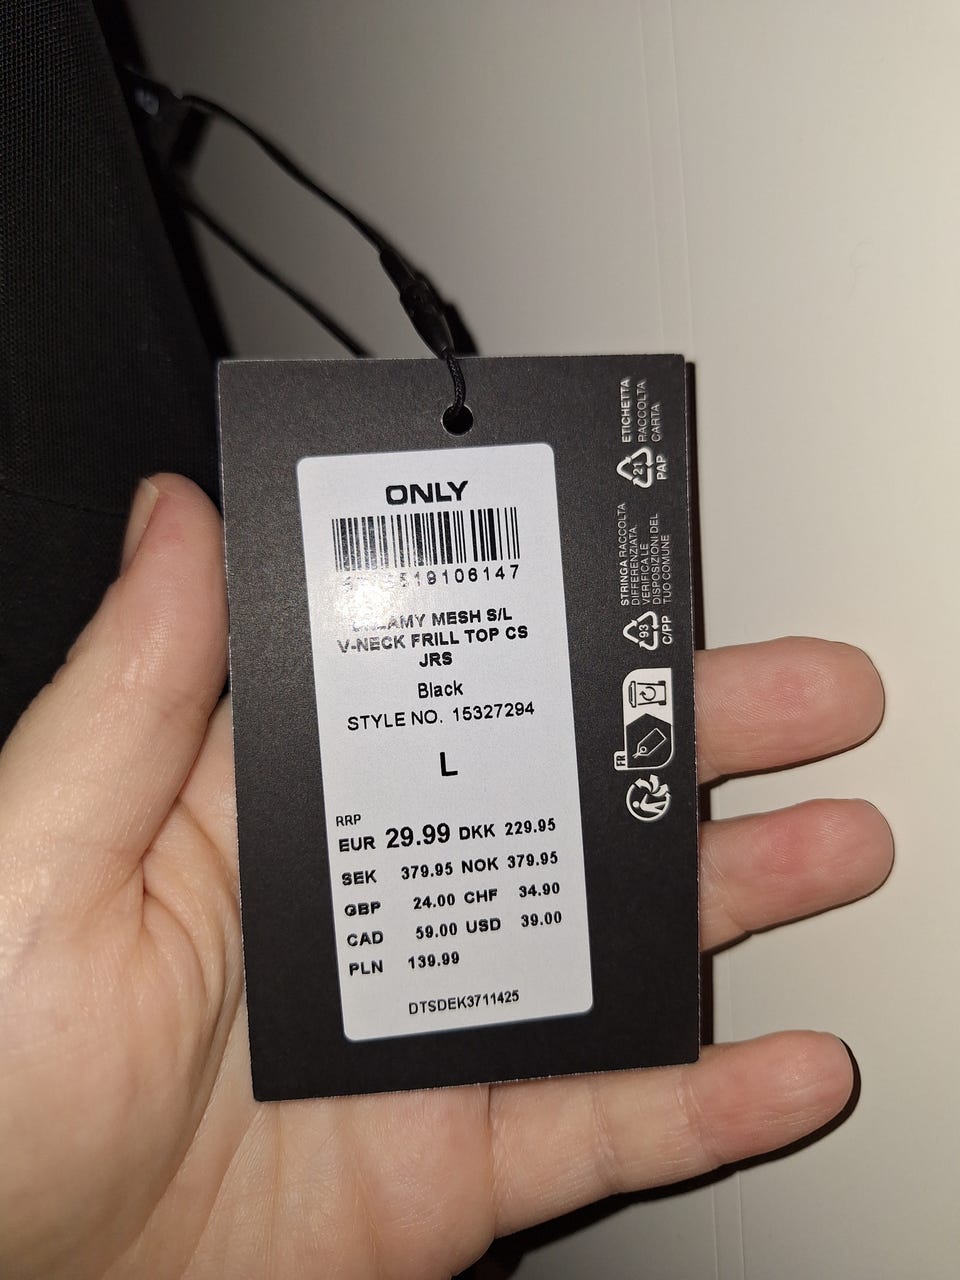 ONLY
519106147
MESH S/L
V-NECK FRILL TOP CS
JRS
Black
STYLE NO. 15327294
L
RRP
EUR 29.99 DKK 229.95
SEK 379.95 NOK 379.95
GBP 24.00 CHF 34.90
CAD 59.00 USD 39.00
PLN 139.99
DTSDEK3711425
21
PAP
ETICHETTA
RACCOLTA
CARTA
93
C/PP
STRINGA RACCOLTA
DIFFERENZIATA.
VERIFICA LE
DISPOSIZIONI DEL
TUO COMUNE
FR